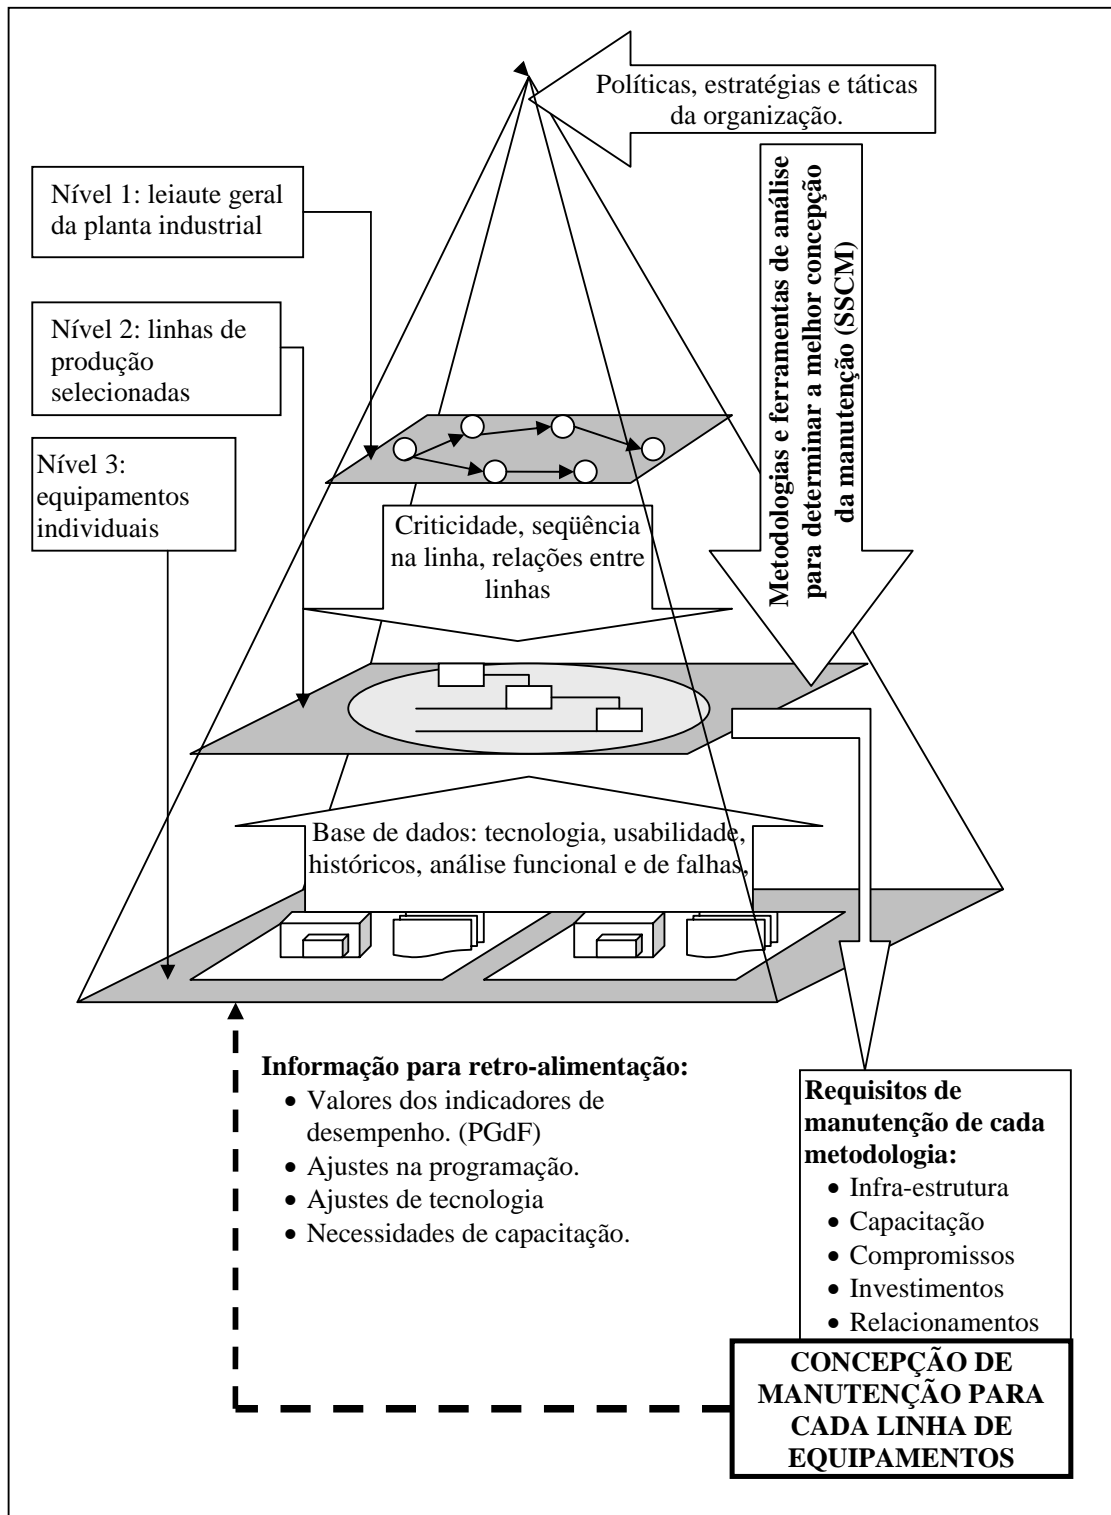 Políticas, estratégias e táticas
da organização.
Nível 1: leiaute geral
da planta industrial
Nível 2: linhas de
produção
selecionadas
Nível 3:
equipamentos
individuais
Metodologias e ferramentas de análise
para determinar a melhor concepção
da manutenção (SSCM)
Criticidade, seqüência
na linha, relações entre
linhas
Base de dados: tecnologia, usabilidade,
históricos, análise funcional e de falhas,
Informação para retro-alimentação:
• Valores dos indicadores de
desempenho. (PGdF)
• Ajustes na programação.
• Ajustes de tecnologia
• Necessidades de capacitação.
Requisitos de
manutenção de cada
metodologia:
• Infra-estrutura
• Capacitação
• Compromissos
• Investimentos
• Relacionamentos
CONCEPÇÃO DE
MANUTENÇÃO PARA
CADA LINHA DE
EQUIPAMENTOS